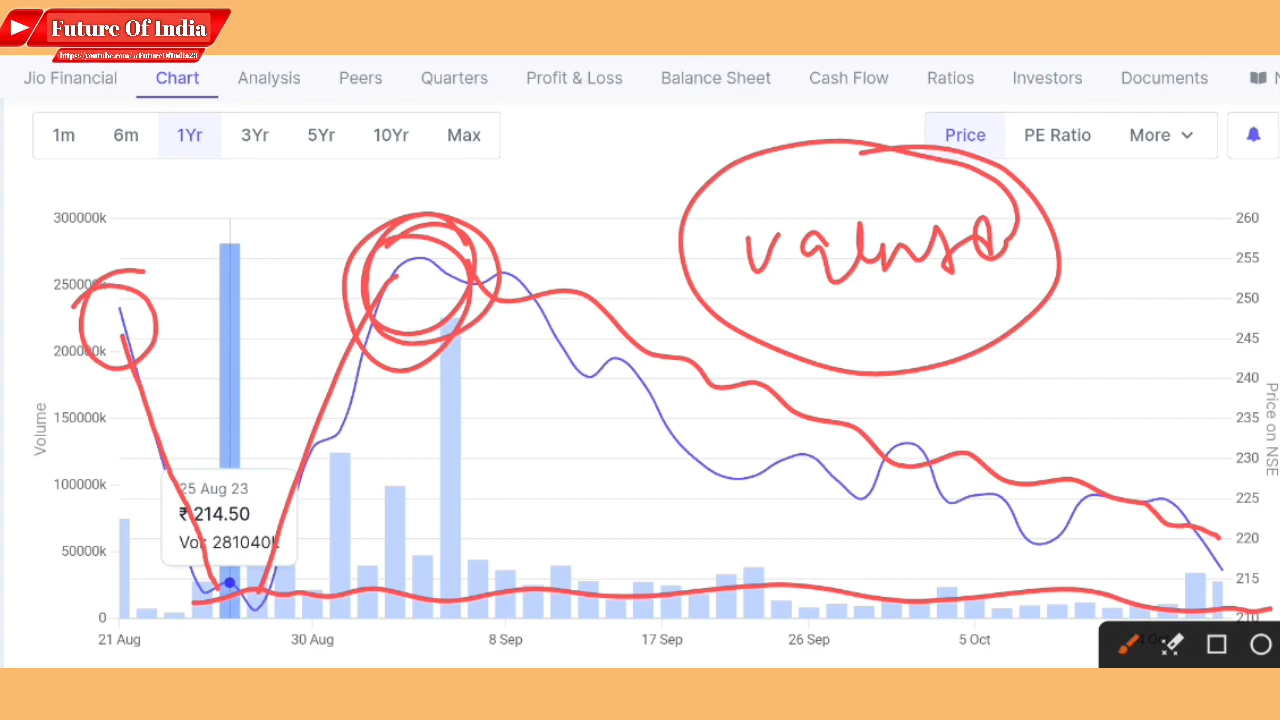 Future Of India
Jio Financial Chart Analysis Peers Quarters Profit & Loss Balance Sheet Cash Flow Ratios Investors Documents N
1m 6m 1Yr 3Yr 5Yr 10Yr Max Price PE Ratio More
300000k 260
255
250000k 250
245
200000k
240
150000k 235
230
100000k
225
50000k 220
215
0 210
Volume
Price on NSE
25 Aug 23
₹ 214.50
Vol: 281040k
21 Aug 30 Aug 8 Sep 17 Sep 26 Sep 5 Oct